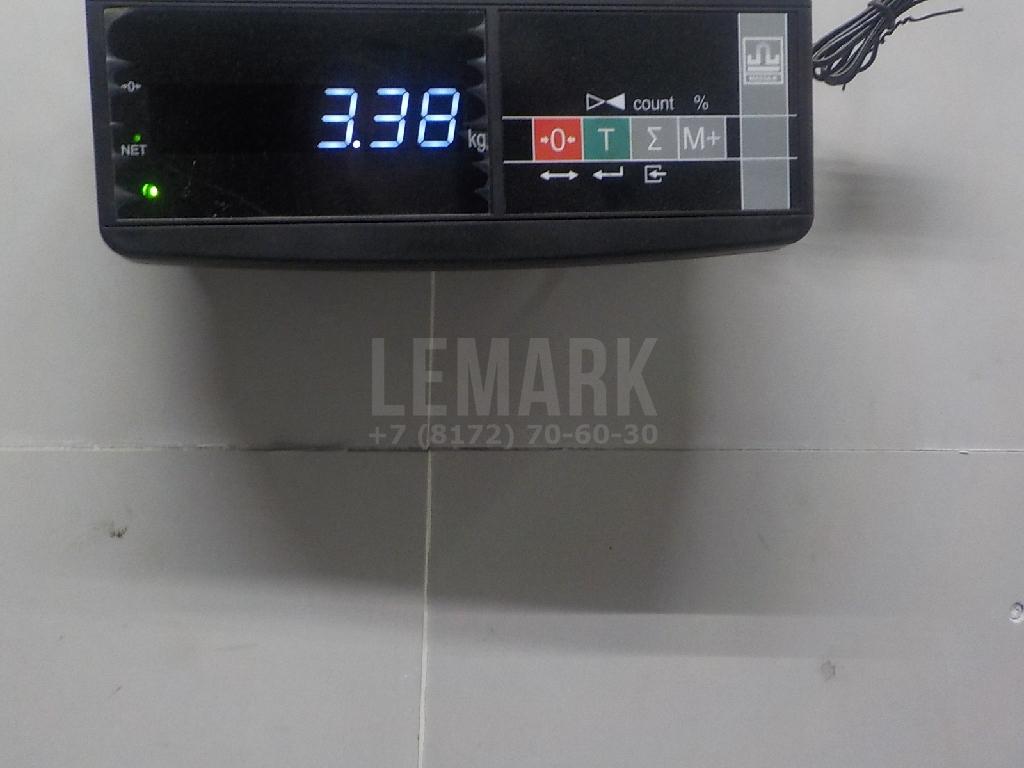 →0←
3.38
kg
NET
count %
→0← T Σ M+
LEMARK
+7 (8172) 70-60-30